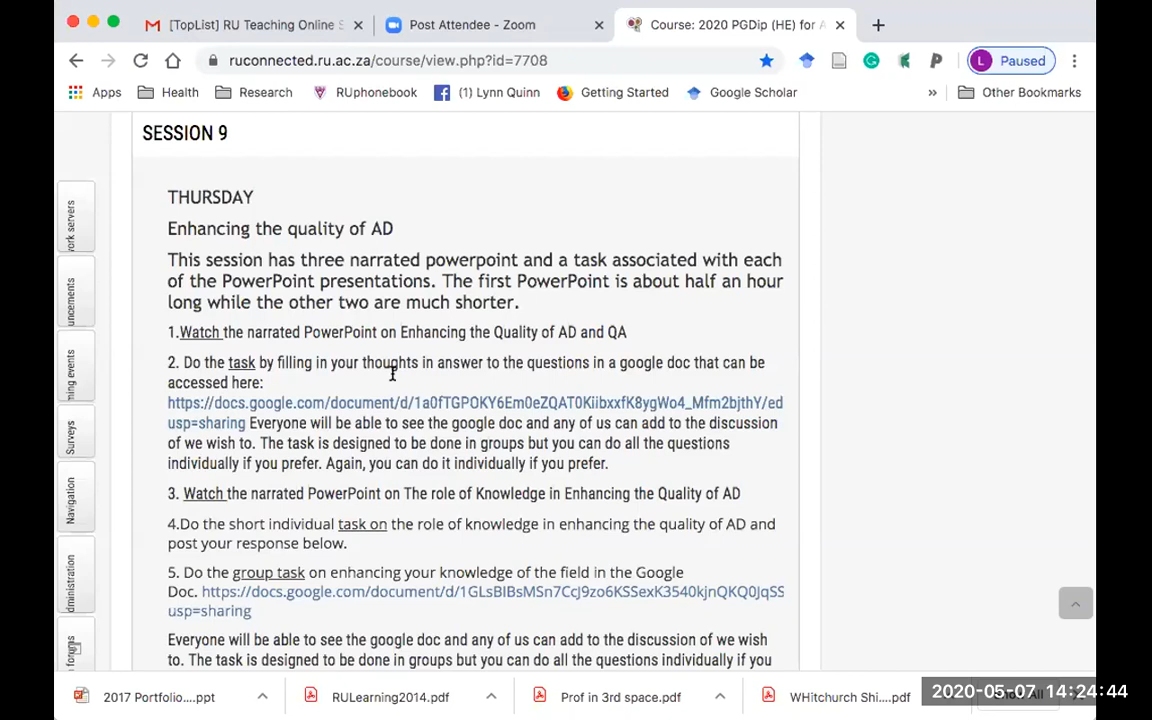 [TopList] RU Teaching Online S
Post Attendee - Zoom
Course: 2020 PGDip (HE) for A
ruconnected.ru.ac.za/course/view.php?id=7708
L Paused
Apps Health Research RUphonebook (1) Lynn Quinn Getting Started Google Scholar » Other Bookmarks
SESSION 9
THURSDAY
Enhancing the quality of AD
This session has three narrated powerpoint and a task associated with each
of the PowerPoint presentations. The first PowerPoint is about half an hour
long while the other two are much shorter.
1.Watch the narrated PowerPoint on Enhancing the Quality of AD and QA
2. Do the task by filling in your thoughts in answer to the questions in a google doc that can be
accessed here:
https://docs.google.com/document/d/1a0fTGPOKY6Em0eZQAT0KiibxxfK8ygWo4_Mfm2bjthY/ed
usp=sharing Everyone will be able to see the google doc and any of us can add to the discussion
of we wish to. The task is designed to be done in groups but you can do all the questions
individually if you prefer. Again, you can do it individually if you prefer.
3. Watch the narrated PowerPoint on The role of Knowledge in Enhancing the Quality of AD
4.Do the short individual task on the role of knowledge in enhancing the quality of AD and
post your response below.
5. Do the group task on enhancing your knowledge of the field in the Google
Doc. https://docs.google.com/document/d/1GLsBIBsMSn7CcJ9zo6KSSexK3540kjnQKQ0JqSS
usp=sharing
Everyone will be able to see the google doc and any of us can add to the discussion of we wish
to. The task is designed to be done in groups but you can do all the questions individually if you
work servers
uncements
ming events
Surveys
Navigation
dministration
forums
2017 Portfolio....ppt
RULearning2014.pdf
Prof in 3rd space.pdf
WHitchurch Shi....pdf
2020-05-07 14:24:44